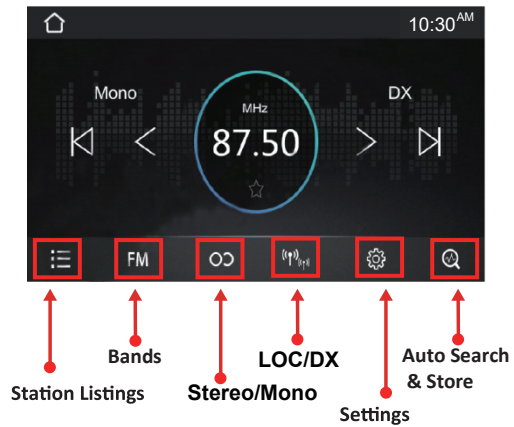 10:30AM
Mono
DX
MHz
87.50
FM
Bands
LOC/DX
Auto Search
& Store
Station Listings
Stereo/Mono
Settings